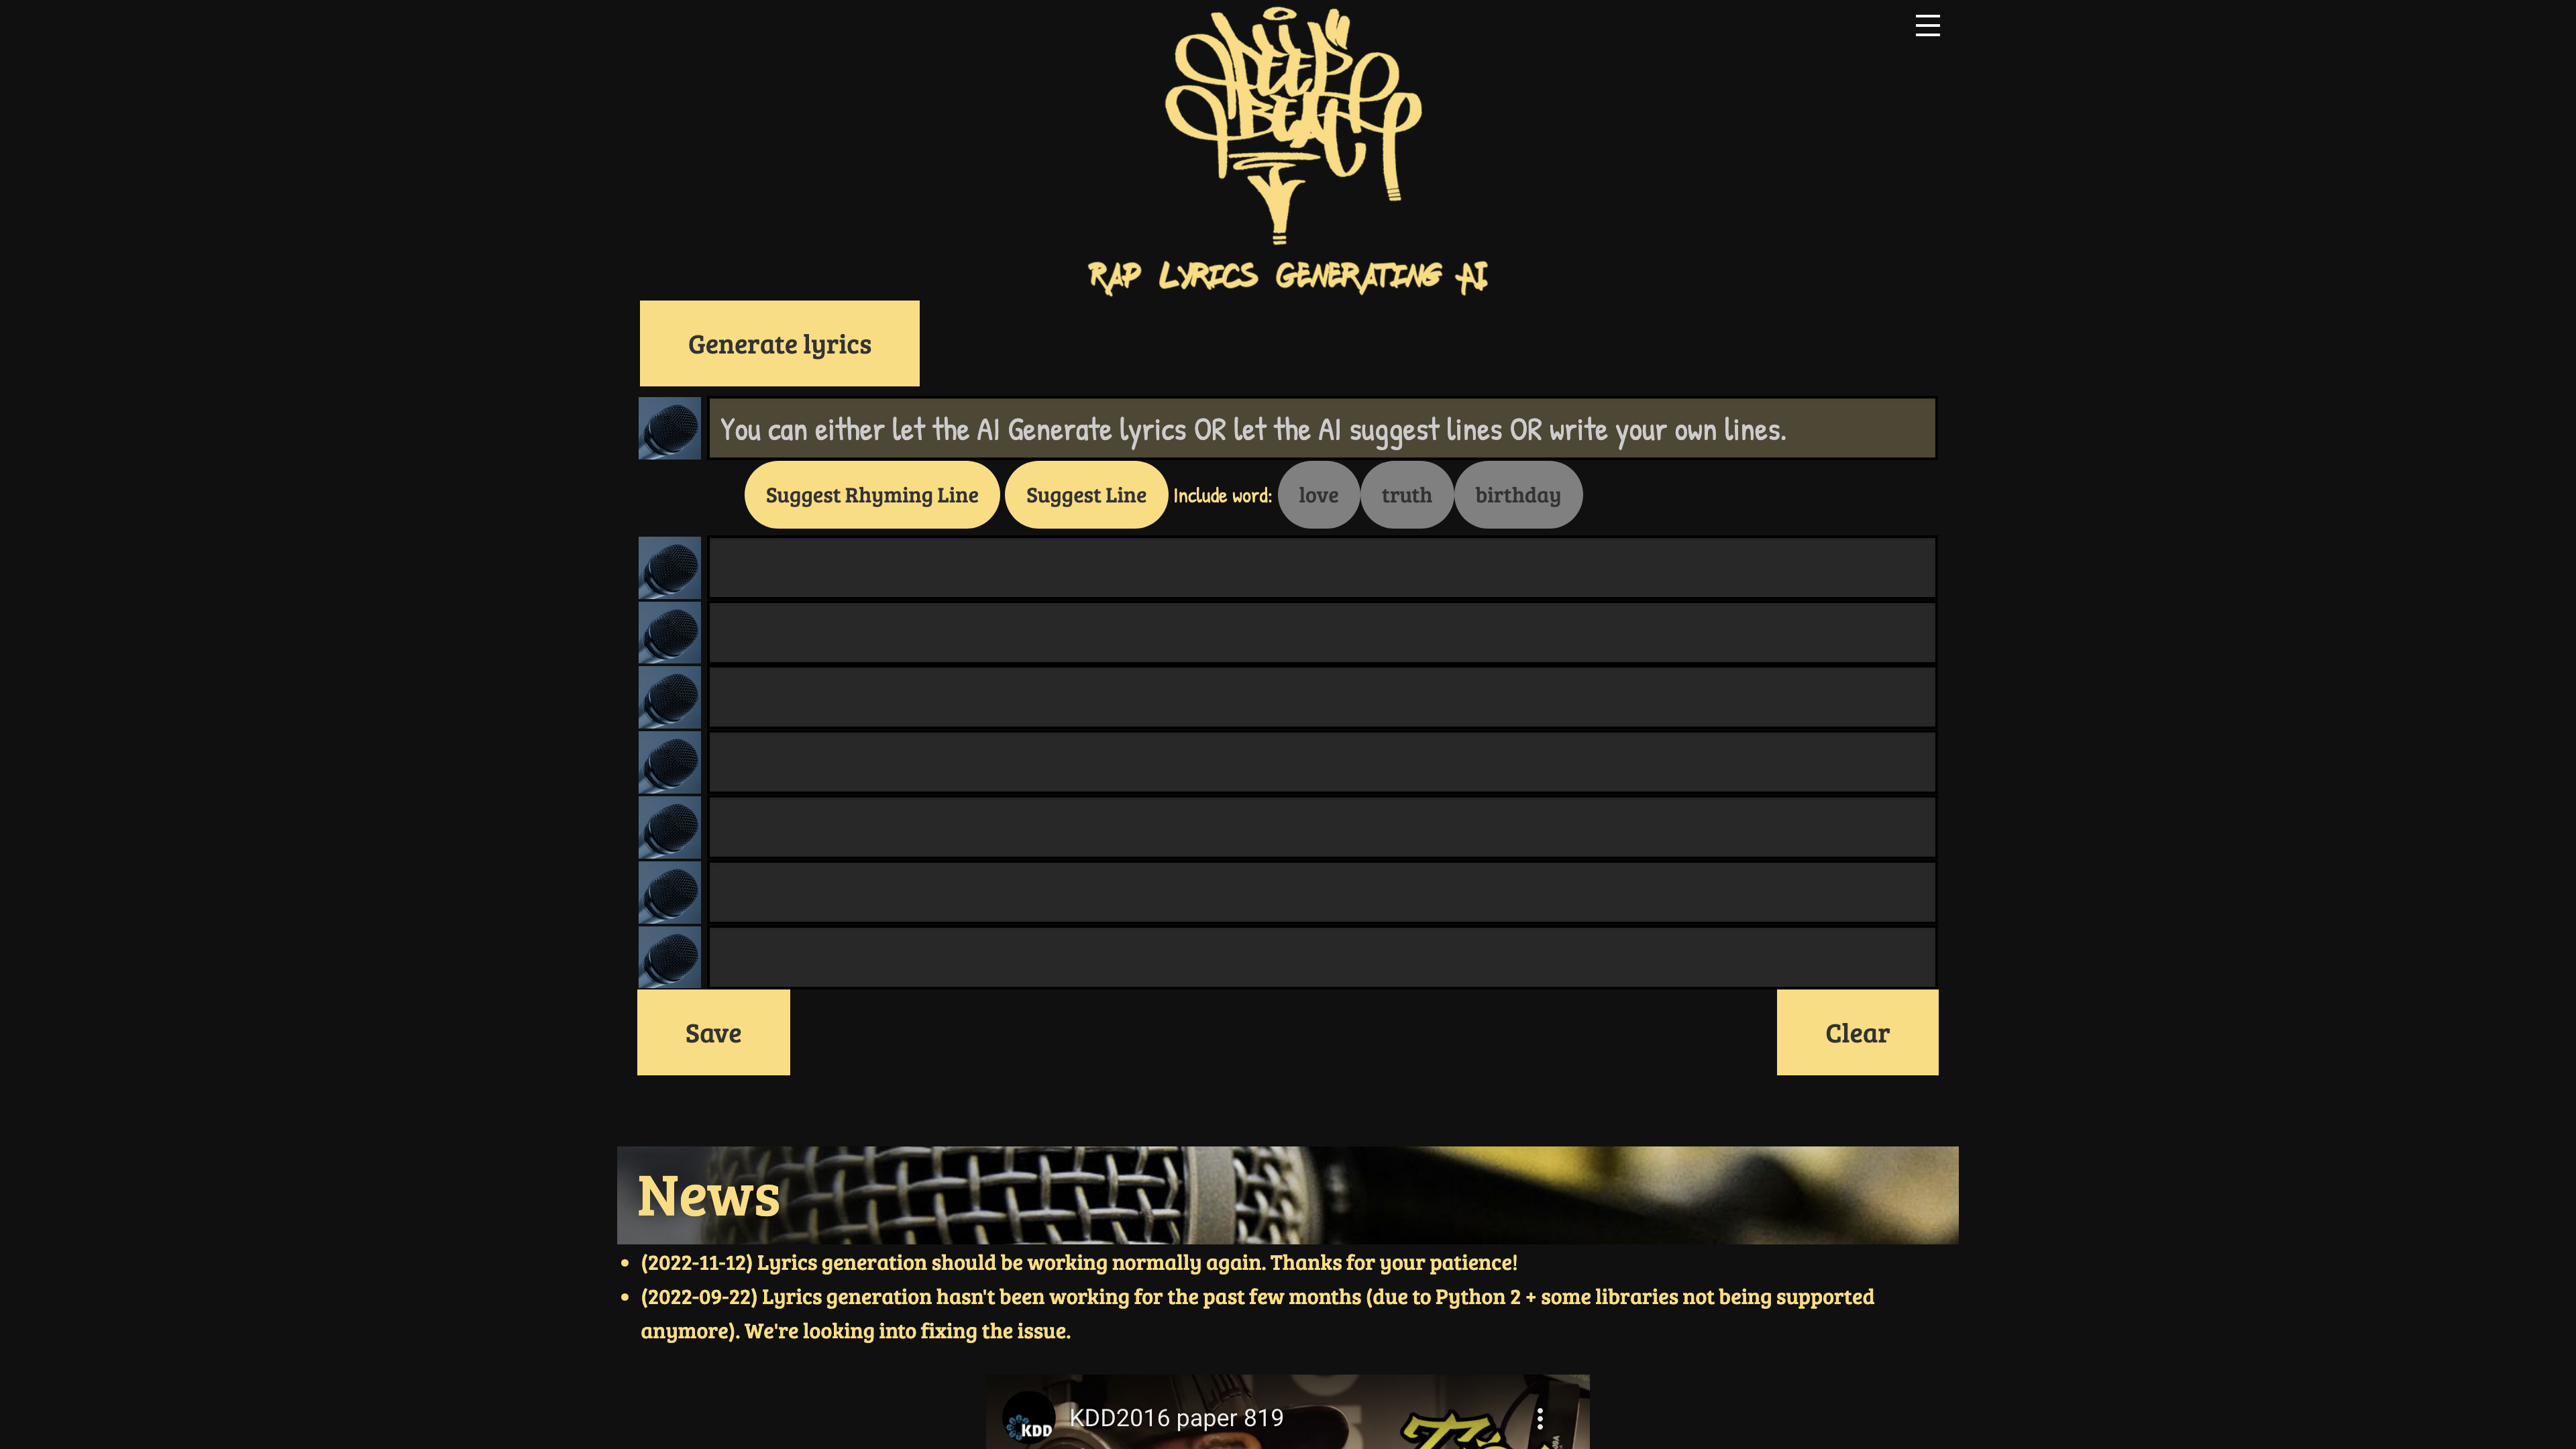 DEEP
BEAT
RAP LYRICS GENERATING AI
Generate lyrics
You can either let the AI Generate lyrics OR let the AI suggest lines OR write your own lines.
Suggest Rhyming Line Suggest Line Include word: love truth birthday
Save Clear
News
(2022-11-12) Lyrics generation should be working normally again. Thanks for your patience!
(2022-09-22) Lyrics generation hasn't been working for the past few months (due to Python 2 + some libraries not being supported
anymore). We're looking into fixing the issue.
KDD KDD2016 paper 819